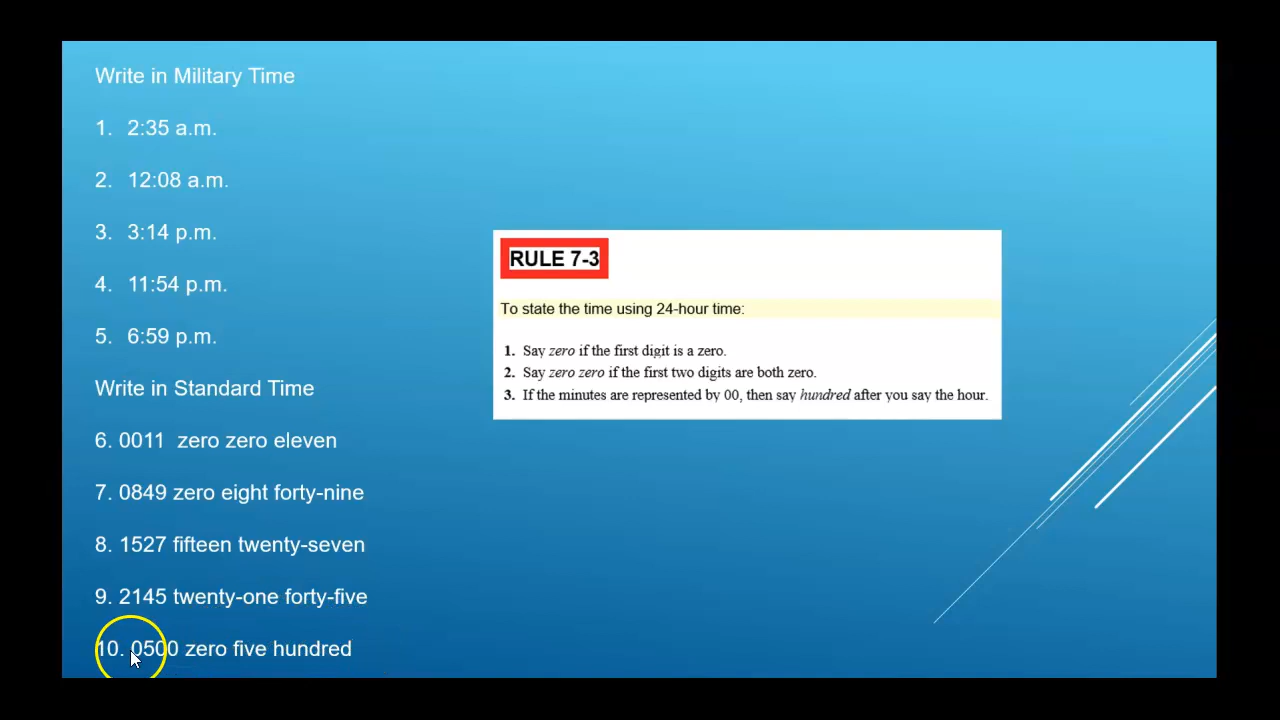 Write in Military Time
1. 2:35 a.m.
2. 12:08 a.m.
3. 3:14 p.m.
4. 11:54 p.m.
5. 6:59 p.m.
Write in Standard Time
6. 0011 zero zero eleven
7. 0849 zero eight forty-nine
8. 1527 fifteen twenty-seven
9. 2145 twenty-one forty-five
10. 0500 zero five hundred
RULE 7-3
To state the time using 24-hour time:
1. Say zero if the first digit is a zero.
2. Say zero zero if the first two digits are both zero.
3. If the minutes are represented by 00, then say hundred after you say the hour.